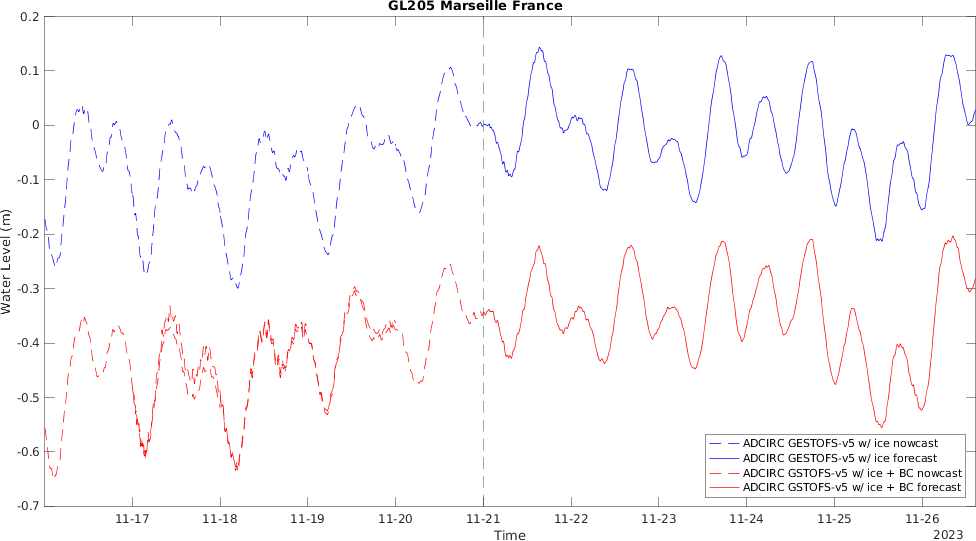 GL205 Marseille France
0.2
0.1
0
-0.1
-0.2
-0.3
-0.4
-0.5
-0.6
-0.7
Water Level (m)
ADCIRC GESTOFS-v5 w/ ice nowcast
ADCIRC GESTOFS-v5 w/ ice forecast
ADCIRC GSTOFS-v5 w/ ice + BC nowcast
ADCIRC GSTOFS-v5 w/ ice + BC forecast
11-17 11-18 11-19 11-20 11-21 11-22 11-23 11-24 11-25 11-26
Time
2023